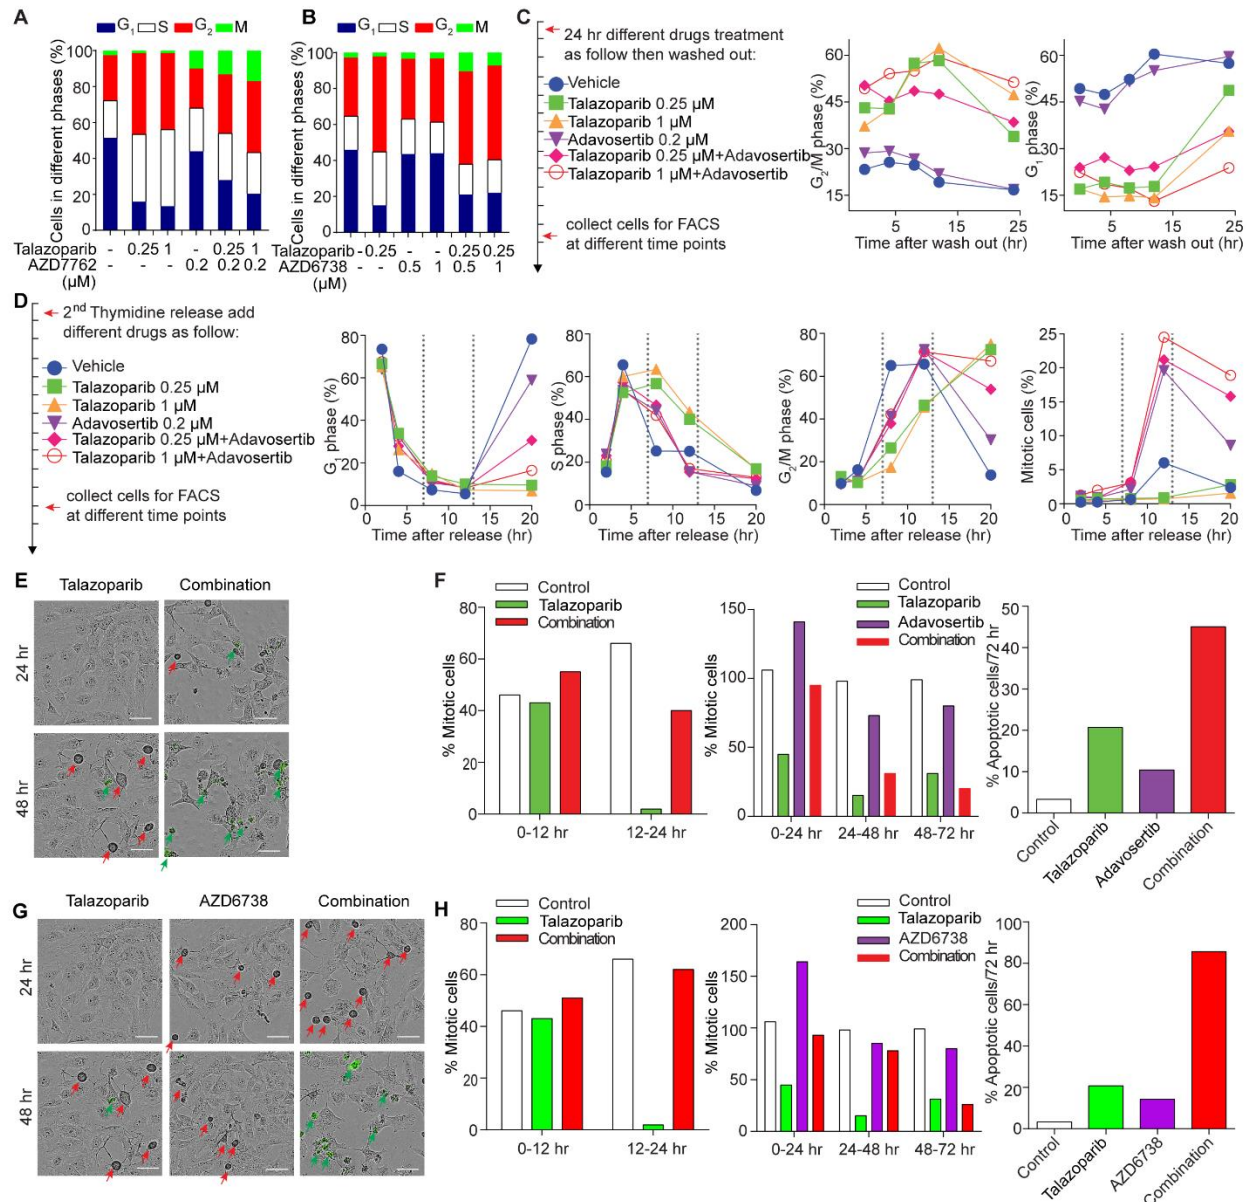 A
G1 S G2 M
Cells in different phases (%)
100
80
60
40
20
0
Talazoparib - 0.25 1 - 0.25 1
AZD7762 - - - 0.2 0.2 0.2
(µM)
B
G1 S G2 M
Cells in different phases (%)
100
80
60
40
20
0
Talazoparib - 0.25 - - 0.25 0.25
AZD6738 - - 0.5 1 0.5 1
(µM)
C
24 hr different drugs treatment
as follow then washed out:
Vehicle
Talazoparib 0.25 µM
Talazoparib 1 µM
Adavosertib 0.2 µM
Talazoparib 0.25 µM+Adavosertib
Talazoparib 1 µM+Adavosertib
collect cells for FACS
at different time points
G2/M phase (%)
60
45
30
15
5 15 25
Time after wash out (hr)
G1 phase (%)
60
45
30
15
5 15 25
Time after wash out (hr)
D
2nd Thymidine release add
different drugs as follow:
Vehicle
Talazoparib 0.25 µM
Talazoparib 1 µM
Adavosertib 0.2 µM
Talazoparib 0.25 µM+Adavosertib
Talazoparib 1 µM+Adavosertib
collect cells for FACS
at different time points
G1 phase (%)
80
60
40
20
0
0 5 10 15 20
Time after release (hr)
S phase (%)
80
60
40
20
0
0 5 10 15 20
Time after release (hr)
G2/M phase (%)
80
60
40
20
0
0 5 10 15 20
Time after release (hr)
Mitotic cells (%)
25
20
15
10
5
0
0 5 10 15 20
Time after release (hr)
E
Talazoparib Combination
24 hr
48 hr
F
Control
Talazoparib
Combination
% Mitotic cells
80
60
40
20
0
0-12 hr 12-24 hr
Control
Talazoparib
Adavosertib
Combination
% Mitotic cells
150
100
50
0
0-24 hr 24-48 hr 48-72 hr
% Apoptotic cells/72 hr
50
40
30
20
10
0
Control
Talazoparib
Adavosertib
Combination
G
Talazoparib AZD6738 Combination
24 hr
48 hr
H
Control
Talazoparib
Combination
% Mitotic cells
80
60
40
20
0
0-12 hr 12-24 hr
Control
Talazoparib
AZD6738
Combination
% Mitotic cells
200
150
100
50
0
0-24 hr 24-48 hr 48-72 hr
% Apoptotic cells/72 hr
100
80
60
40
20
0
Control
Talazoparib
AZD6738
Combination